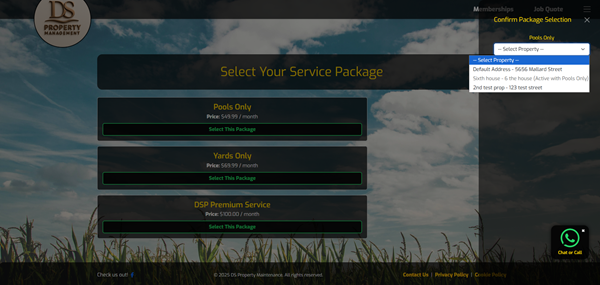 DS
PROPERTY
MANAGEMENT
Memberships
Job Quote
Confirm Package Selection
Pools Only
-- Select Property --
-- Select Property --
Default Address - 5656 Mallard Street
Sixth house - 6 the house (Active with Pools Only)
2nd test prop - 123 test street
Select Your Service Package
Pools Only
Price: $49.99 / month
Select This Package
Yards Only
Price: $69.99 / month
Select This Package
DSP Premium Service
Price: $100.00 / month
Select This Package
Chat or Call
Check us out!
© 2025 DS Property Maintenance. All rights reserved.
Contact Us | Privacy Policy | Cookie Policy